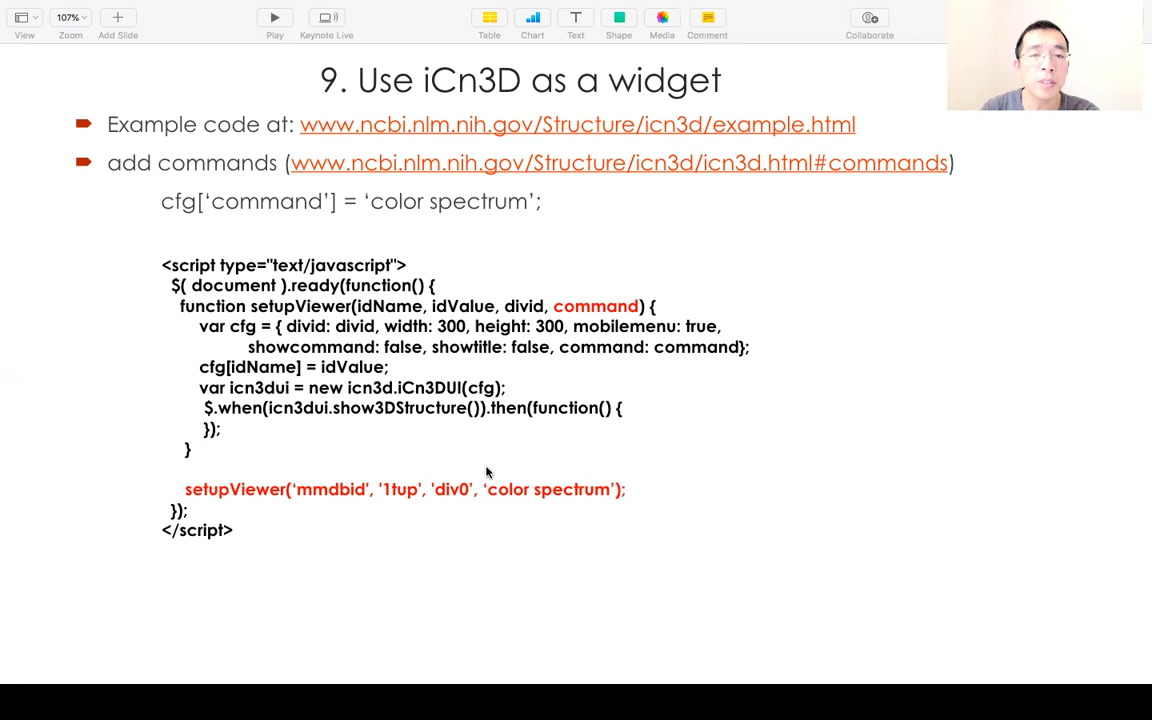 107%
View
Zoom
Add Slide
Play
Keynote Live
Table
Chart
Text
Shape
Media
Comment
Collaborate
9. Use iCn3D as a widget
Example code at: www.ncbi.nlm.nih.gov/Structure/icn3d/example.html
add commands (www.ncbi.nlm.nih.gov/Structure/icn3d/icn3d.html#commands)
cfg[‘command’] = ‘color spectrum’;
<script type="text/javascript">
$( document ).ready(function() {
function setupViewer(idName, idValue, divid, command) {
var cfg = { divid: divid, width: 300, height: 300, mobilemenu: true,
showcommand: false, showtitle: false, command: command};
cfg[idName] = idValue;
var icn3dui = new icn3d.iCn3DUI(cfg);
$.when(icn3dui.show3DStructure()).then(function() {
});
}
setupViewer(‘mmdbid', '1tup', 'div0’, ‘color spectrum’);
});
</script>